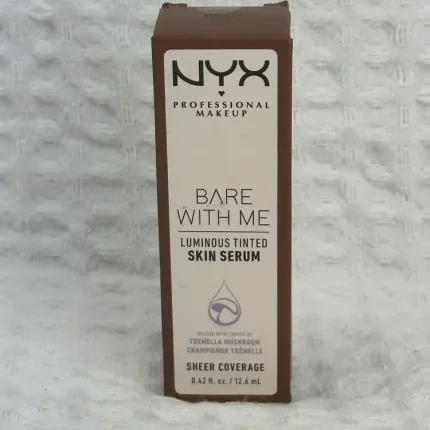 NYX
PROFESSIONAL
MAKEUP
BARE
WITH ME
LUMINOUS TINTED
SKIN SERUM
TREMELLA MUSHROOM
CHAMPIGNON TRÉMELLE
SHEER COVERAGE
0.42 fl. oz. / 12.6 mL